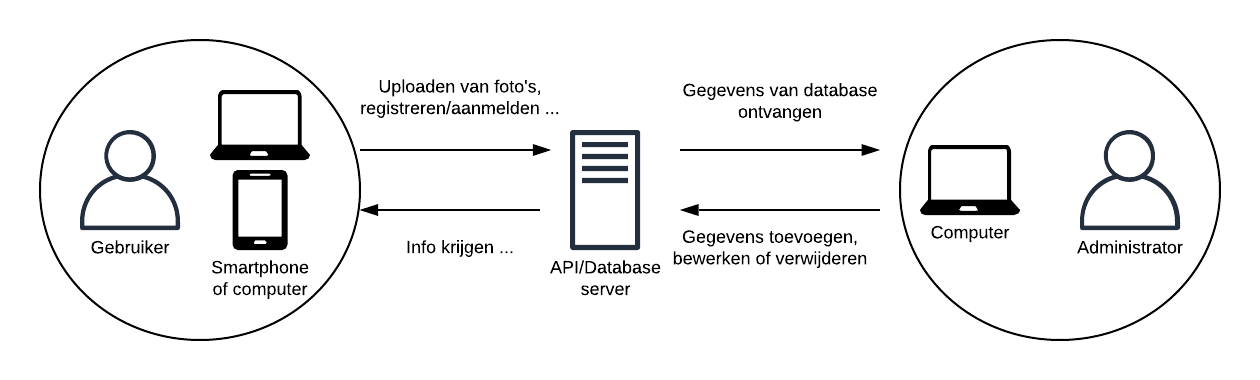 Uploaden van foto's,
registreren/aanmelden ...
Gegevens van database
ontvangen
Gebruiker
Smartphone
of computer
Info krijgen ...
API/Database
server
Gegevens toevoegen,
bewerken of verwijderen
Computer
Administrator